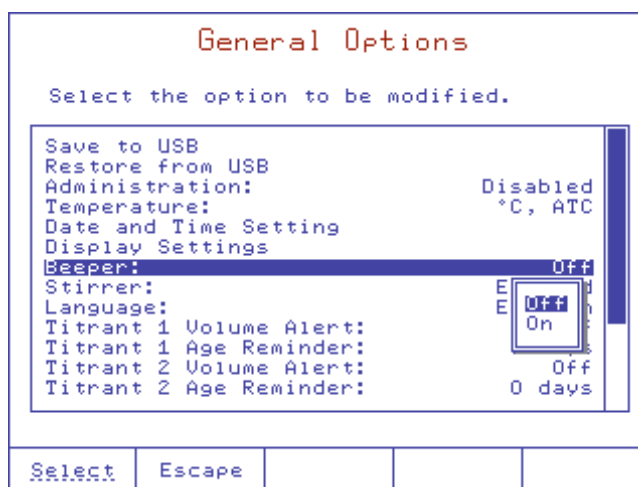 General Options
Select the option to be modified.
Save to USB
Restore from USB
Administration: Disabled
Temperature: °C, ATC
Date and Time Setting
Display Settings
Beeper: Off
Stirrer:
Language:
Off
On
Titrant 1 Volume Alert:
Titrant 1 Age Reminder:
Titrant 2 Volume Alert: Off
Titrant 2 Age Reminder: 0 days
Select Escape